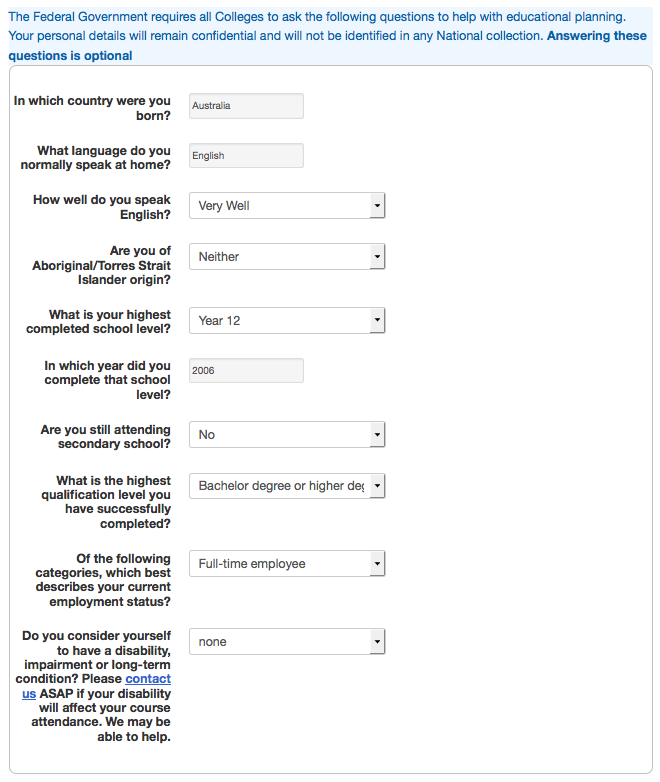 The Federal Government requires all Colleges to ask the following questions to help with educational planning.
Your personal details will remain confidential and will not be identified in any National collection. Answering these
questions is optional
In which country were you
born?
Australia
What language do you
normally speak at home?
English
How well do you speak
English?
Very Well
Are you of
Aboriginal/Torres Strait
Islander origin?
Neither
What is your highest
completed school level?
Year 12
In which year did you
complete that school
level?
2006
Are you still attending
secondary school?
No
What is the highest
qualification level you
have successfully
completed?
Bachelor degree or higher deg
Of the following
categories, which best
describes your current
employment status?
Full-time employee
Do you consider yourself
to have a disability,
impairment or long-term
condition? Please contact
us ASAP if your disability
will affect your course
attendance. We may be
able to help.
none